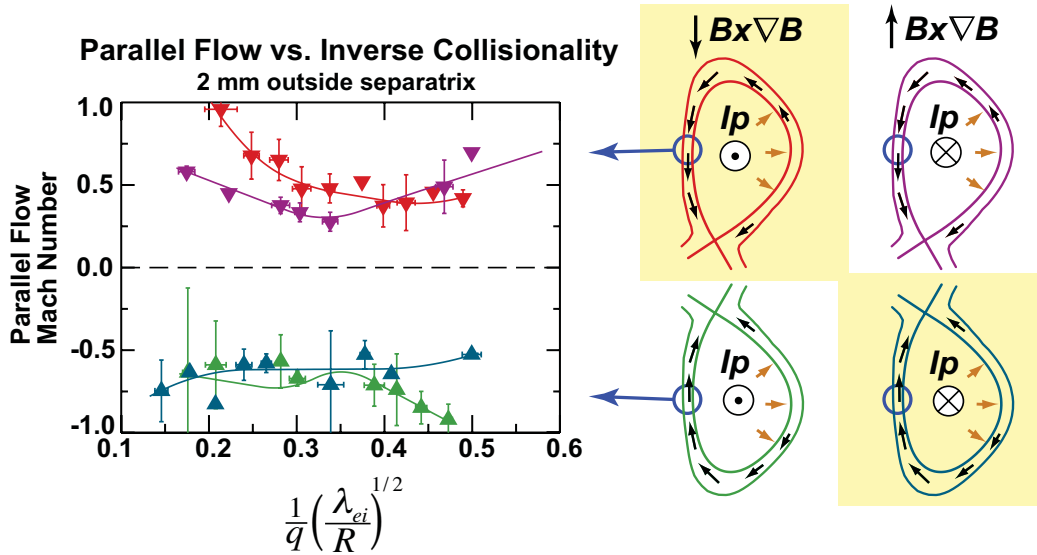 Parallel Flow vs. Inverse Collisionality
2 mm outside separatrix
Parallel Flow
Mach Number
1.0
0.5
0.0
-0.5
-1.0
0.1 0.2 0.3 0.4 0.5 0.6
1/q (λei/R)^1/2
↓ Bx∇B
↑ Bx∇B
Ip
Ip
Ip
Ip